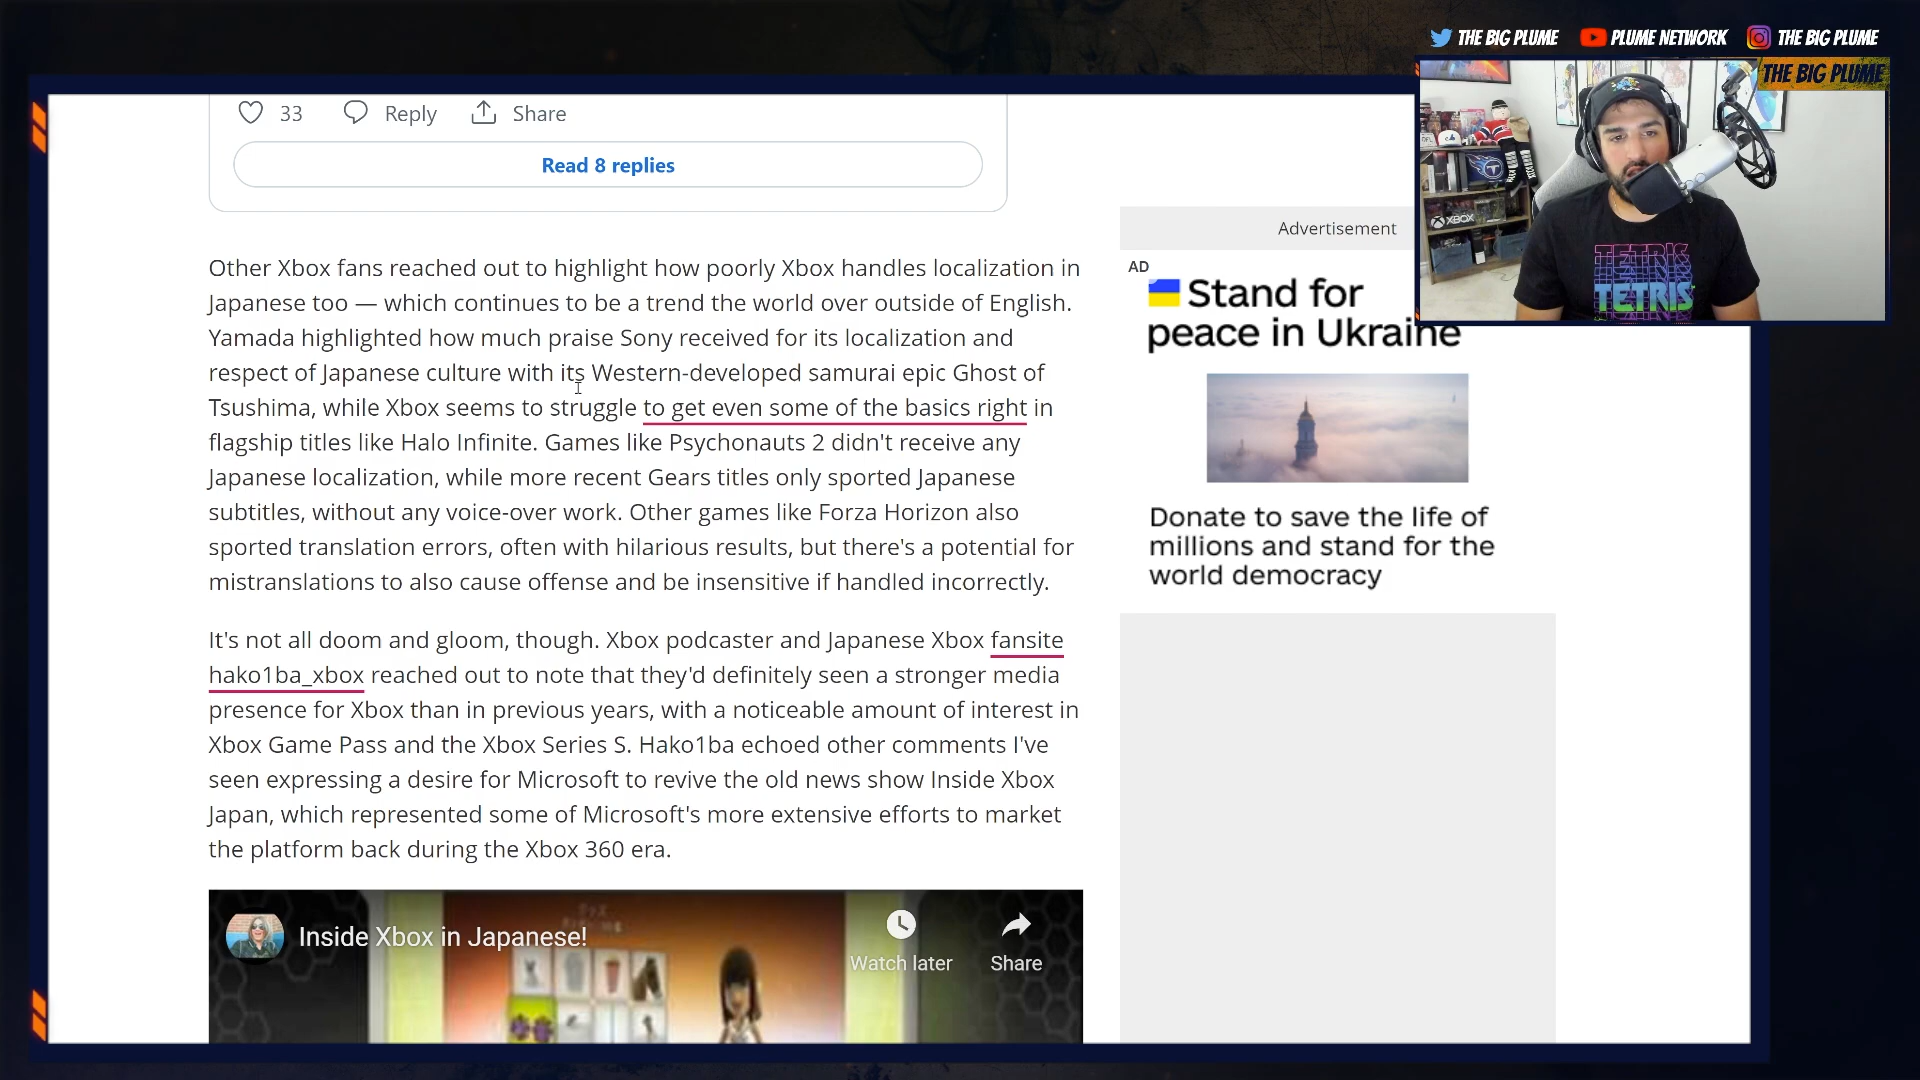 THE BIG PLUME
PLUME NETWORK
THE BIG PLUME
THE BIG PLUME
XBOX
TETRIS
TETRIS
33
Reply
Share
Read 8 replies
Other Xbox fans reached out to highlight how poorly Xbox handles localization in
Japanese too — which continues to be a trend the world over outside of English.
Yamada highlighted how much praise Sony received for its localization and
respect of Japanese culture with its Western-developed samurai epic Ghost of
Tsushima, while Xbox seems to struggle to get even some of the basics right in
flagship titles like Halo Infinite. Games like Psychonauts 2 didn't receive any
Japanese localization, while more recent Gears titles only sported Japanese
subtitles, without any voice-over work. Other games like Forza Horizon also
sported translation errors, often with hilarious results, but there's a potential for
mistranslations to also cause offense and be insensitive if handled incorrectly.
It's not all doom and gloom, though. Xbox podcaster and Japanese Xbox fansite
hako1ba_xbox reached out to note that they'd definitely seen a stronger media
presence for Xbox than in previous years, with a noticeable amount of interest in
Xbox Game Pass and the Xbox Series S. Hako1ba echoed other comments I've
seen expressing a desire for Microsoft to revive the old news show Inside Xbox
Japan, which represented some of Microsoft's more extensive efforts to market
the platform back during the Xbox 360 era.
Inside Xbox in Japanese!
Watch later
Share
Advertisement
AD
Stand for
peace in Ukraine
Donate to save the life of
millions and stand for the
world democracy